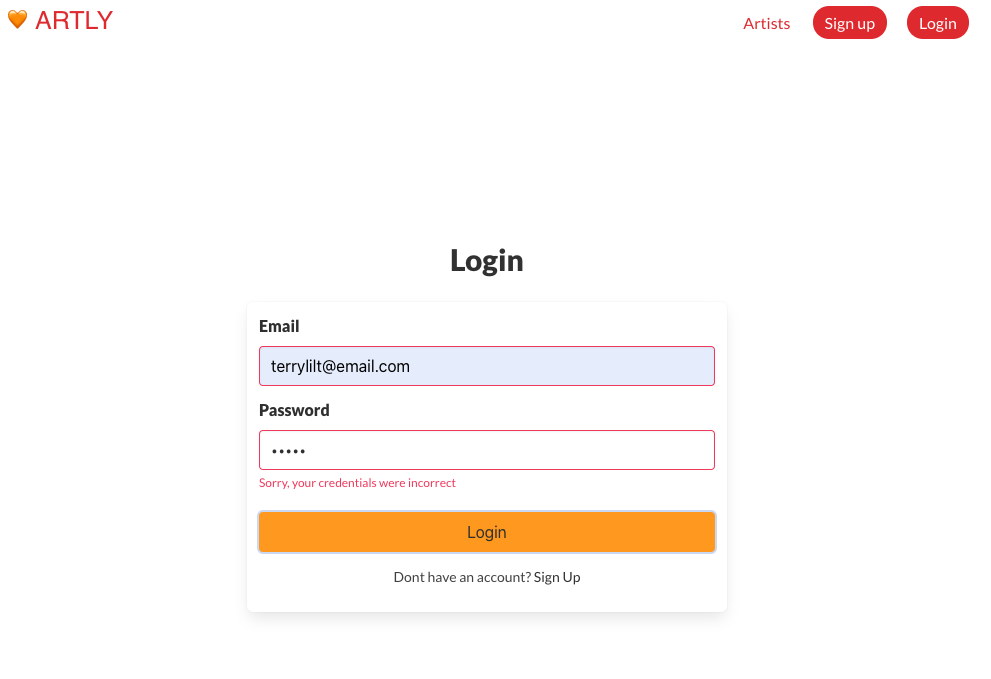 🧡 ARTLY
Artists
Sign up
Login
Login
Email
terrylilt@email.com
Password
•••••
Sorry, your credentials were incorrect
Login
Dont have an account? Sign Up